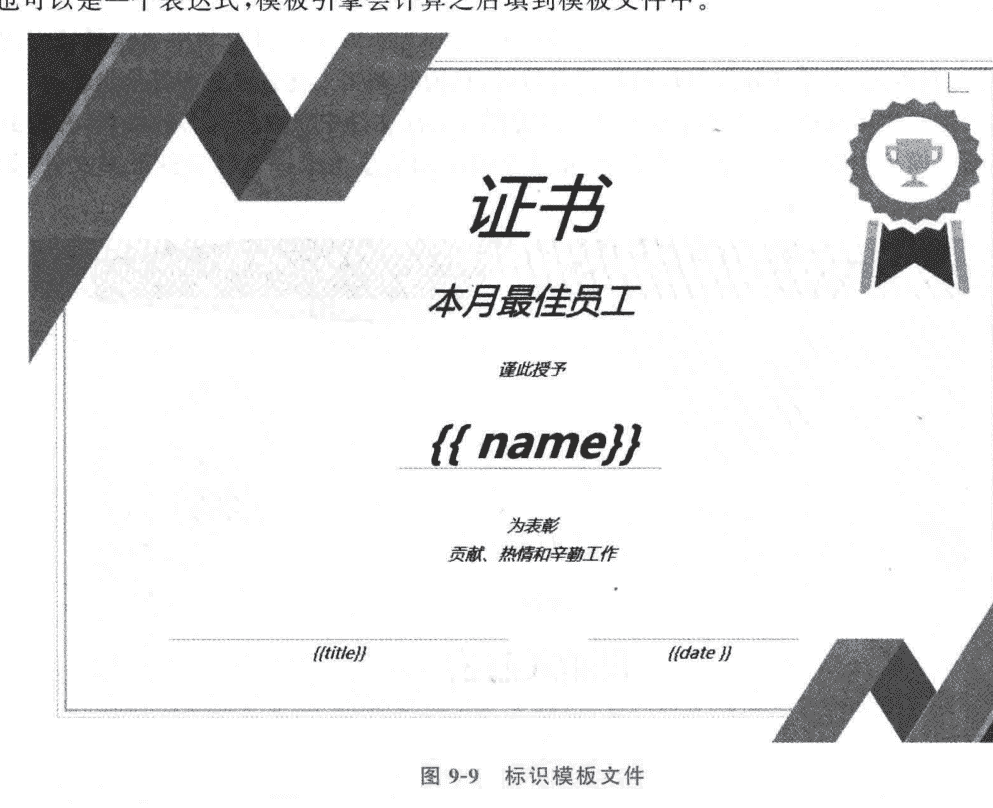 也可以是一个表达式,模板引擎会计算之后填到模板文件中。
证书
本月最佳员工
谨此授予
{{ name}}
为表彰
贡献、热情和辛勤工作
{{title}}
{{date }}
图 9-9 标识模板文件